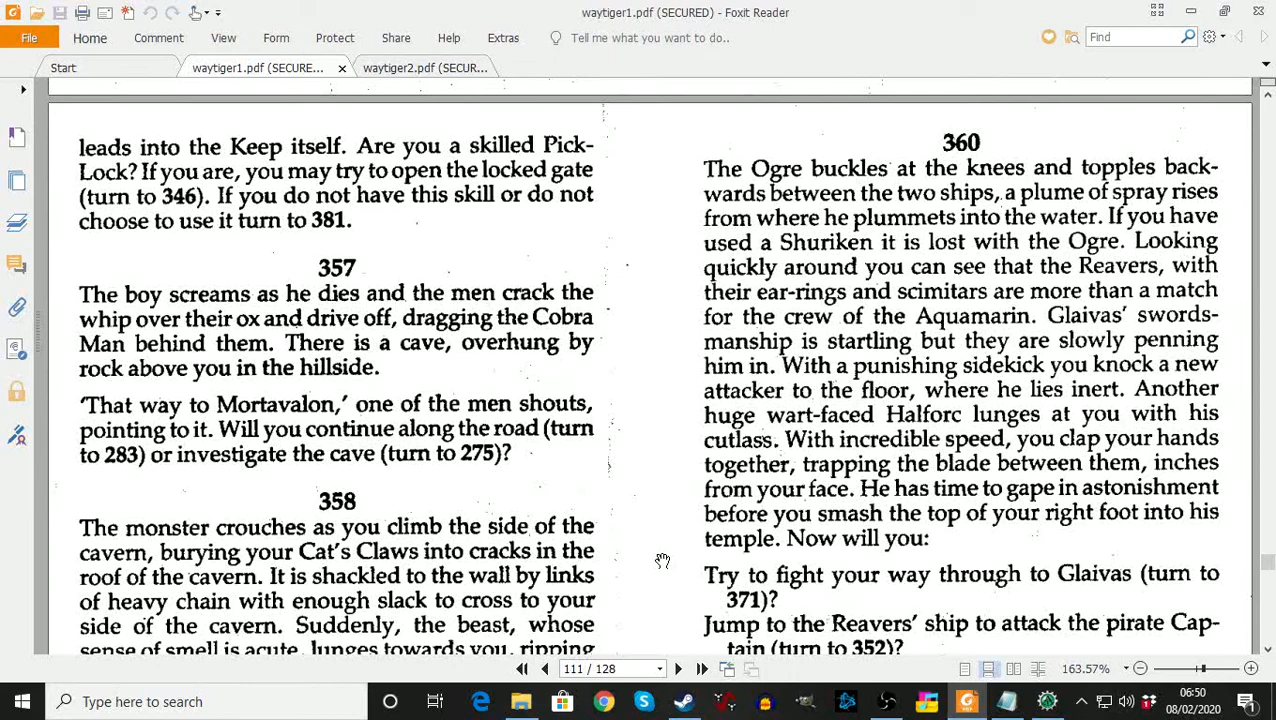 waytiger1.pdf (SECURED) - Foxit Reader
File Home Comment View Form Protect Share Help Extras Tell me what you want to do.. Find
Start waytiger1.pdf (SECURE... waytiger2.pdf (SECUR...
leads into the Keep itself. Are you a skilled Pick-
Lock? If you are, you may try to open the locked gate
(turn to 346). If you do not have this skill or do not
choose to use it turn to 381.
357
The boy screams as he dies and the men crack the
whip over their ox and drive off, dragging the Cobra
Man behind them. There is a cave, overhung by
rock above you in the hillside.
'That way to Mortavalon,' one of the men shouts,
pointing to it. Will you continue along the road (turn
to 283) or investigate the cave (turn to 275)?
358
The monster crouches as you climb the side of the
cavern, burying your Cat's Claws into cracks in the
roof of the cavern. It is shackled to the wall by links
of heavy chain with enough slack to cross to your
side of the cavern. Suddenly, the beast, whose
sense of smell is acute, lunges towards you, ripping
360
The Ogre buckles at the knees and topples back-
wards between the two ships, a plume of spray rises
from where he plummets into the water. If you have
used a Shuriken it is lost with the Ogre. Looking
quickly around you can see that the Reavers, with
their ear-rings and scimitars are more than a match
for the crew of the Aquamarin. Glaivas' swords-
manship is startling but they are slowly penning
him in. With a punishing sidekick you knock a new
attacker to the floor, where he lies inert. Another
huge wart-faced Halforc lunges at you with his
cutlass. With incredible speed, you clap your hands
together, trapping the blade between them, inches
from your face. He has time to gape in astonishment
before you smash the top of your right foot into his
temple. Now will you:
Try to fight your way through to Glaivas (turn to
371)?
Jump to the Reavers' ship to attack the pirate Cap-
tain (turn to 352)?
111 / 128 163.57%
Type here to search
06:50
08/02/2020
1